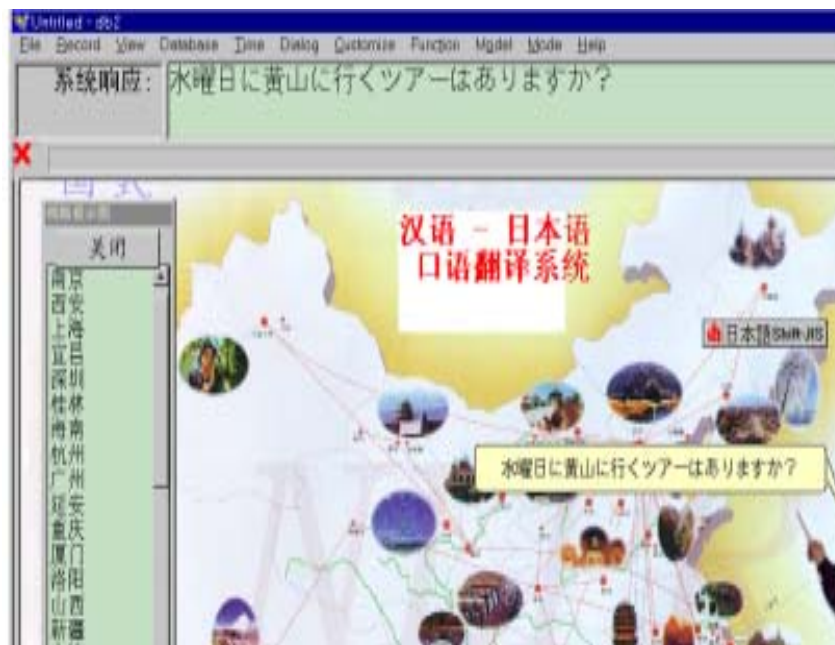 Untitled - db2
File Record View Database Time Dialog Customize Function Model Mode Help
系统响应: 水曜日に黄山に行くツアーはありますか？
汉语 - 日本语
口语翻译系统
关闭
南京
西安
上海
宜昌
深圳
桂林
海南
杭州
广州
延安
重庆
厦门
洛阳
山西
新疆
日本語Shift-JIS
水曜日に黄山に行くツアーはありますか？